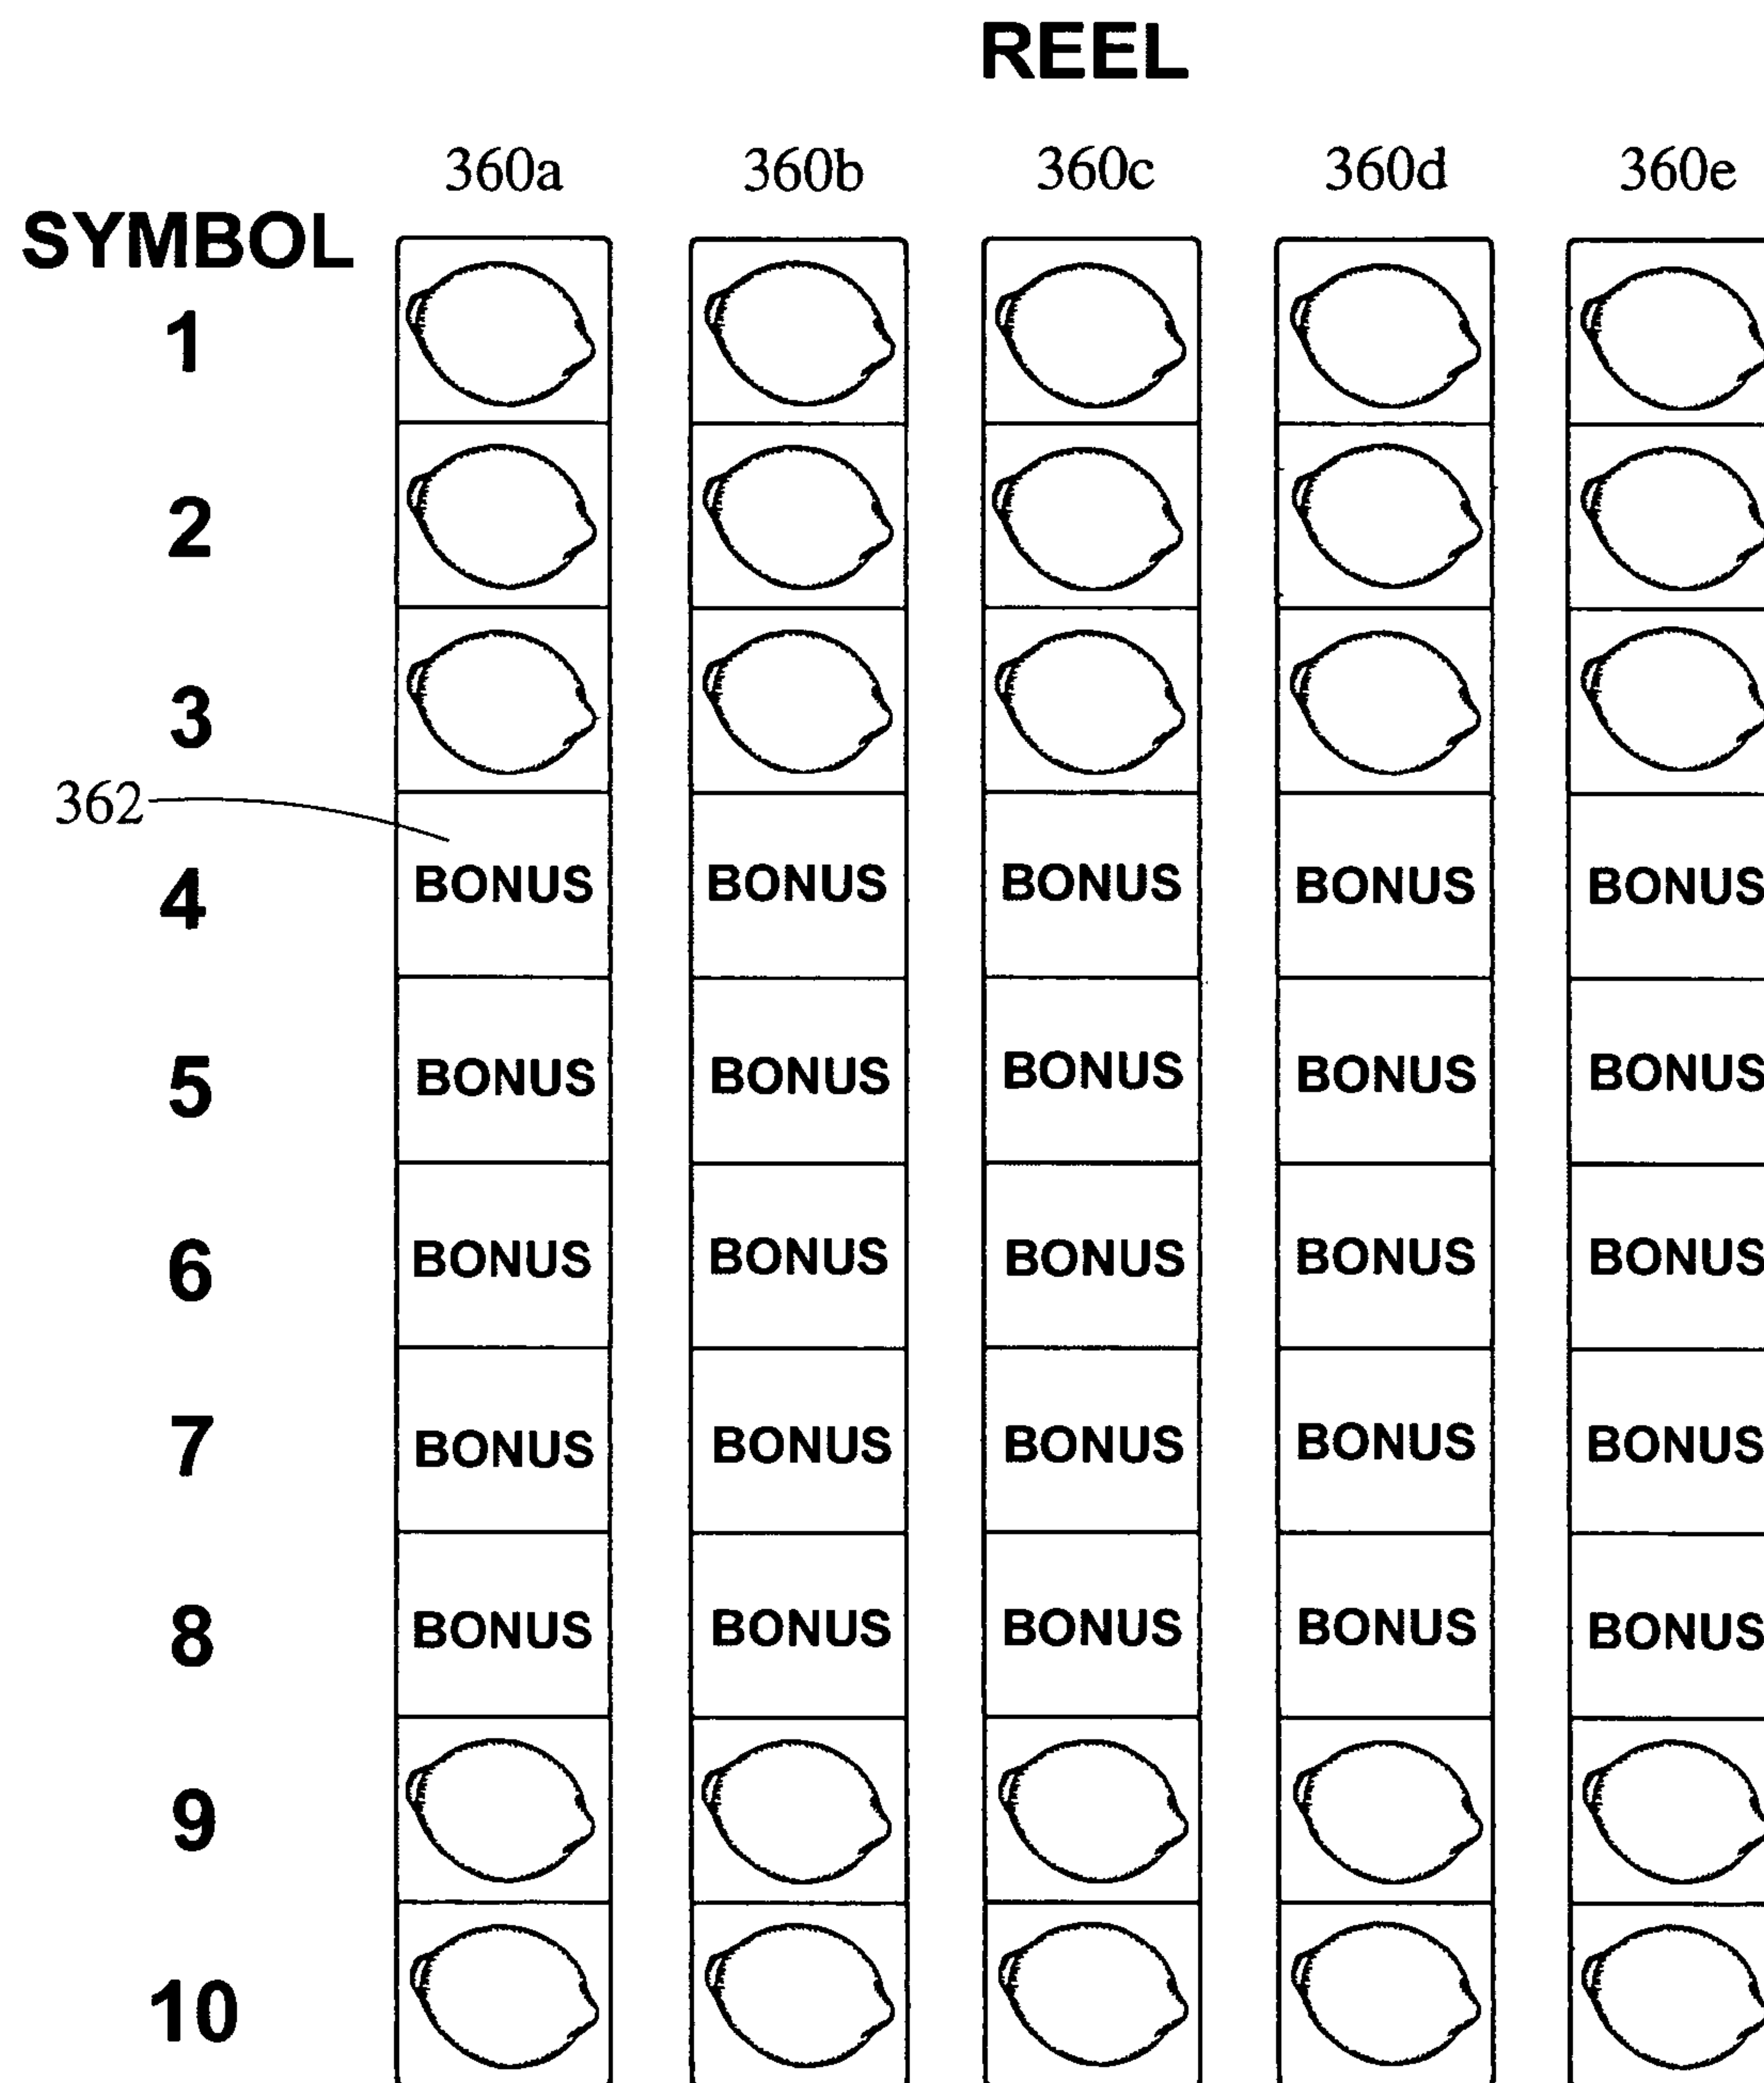 REEL
360a 360b 360c 360d 360e
SYMBOL
1
2
3
362
4 BONUS BONUS BONUS BONUS BONUS
5 BONUS BONUS BONUS BONUS BONUS
6 BONUS BONUS BONUS BONUS BONUS
7 BONUS BONUS BONUS BONUS BONUS
8 BONUS BONUS BONUS BONUS BONUS
9
10